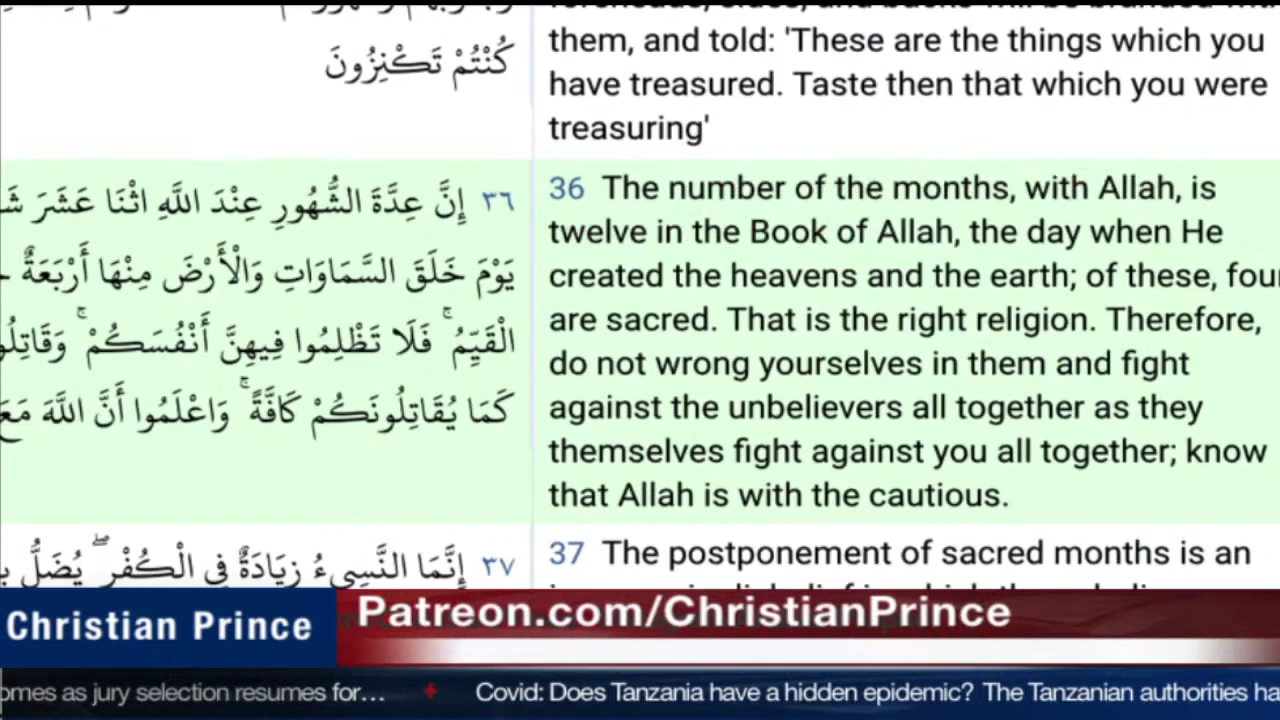 كُنْتُمْ تَكْنِزُونَ
them, and told: 'These are the things which you
have treasured. Taste then that which you were
treasuring'
٣٦ إِنَّ عِدَّةَ الشُّهُورِ عِنْدَ اللَّهِ اثْنَا عَشَرَ
يَوْمَ خَلَقَ السَّمَاوَاتِ وَالْأَرْضَ مِنْهَا أَرْبَعَةٌ
الْقَيِّمُ ۚ فَلَا تَظْلِمُوا فِيهِنَّ أَنْفُسَكُمْ ۚ
كَمَا يُقَاتِلُونَكُمْ كَافَّةً ۚ وَاعْلَمُوا أَنَّ اللَّهَ
36 The number of the months, with Allah, is
twelve in the Book of Allah, the day when He
created the heavens and the earth; of these, four
are sacred. That is the right religion. Therefore,
do not wrong yourselves in them and fight
against the unbelievers all together as they
themselves fight against you all together; know
that Allah is with the cautious.
٣٧ إِنَّمَا النَّسِيءُ زِيَادَةٌ فِي الْكُفْرِ ۖ يُضَلُّ
37 The postponement of sacred months is an
Christian Prince
Patreon.com/ChristianPrince
omes as jury selection resumes for... Covid: Does Tanzania have a hidden epidemic? The Tanzanian authorities ha